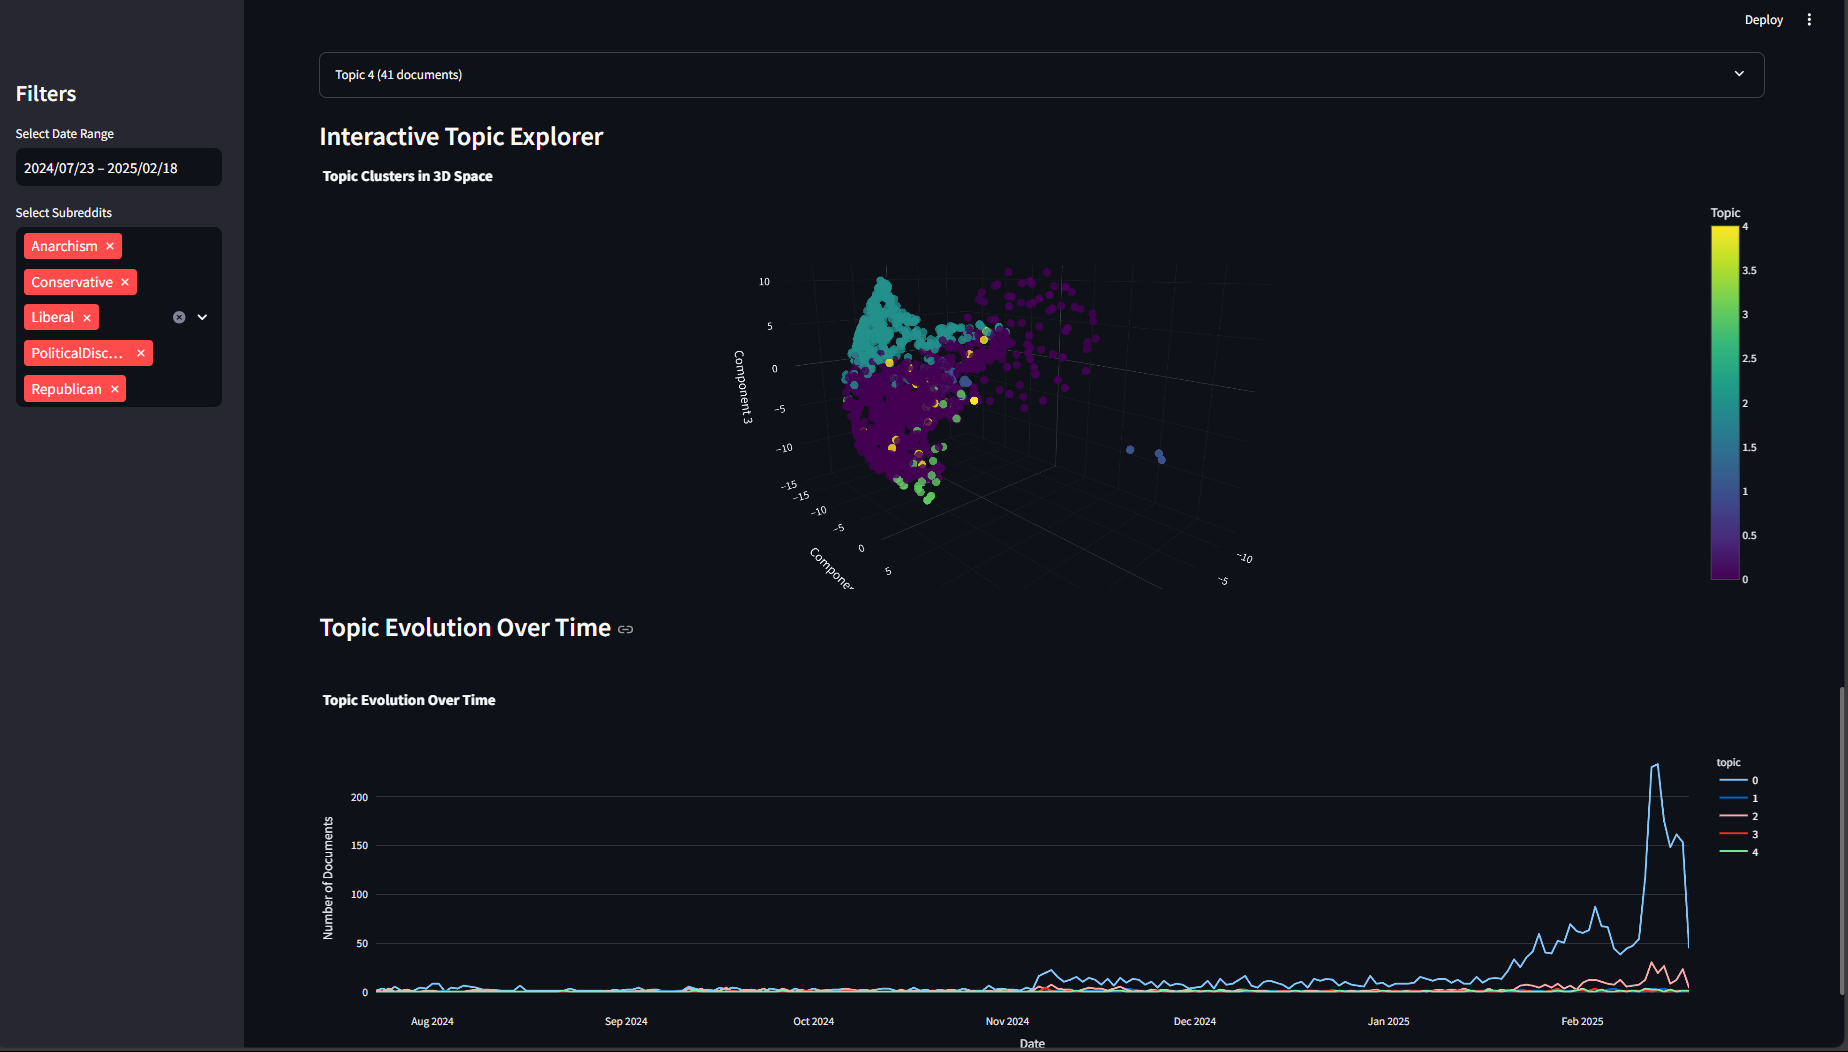 Deploy
Filters
Select Date Range
2024/07/23 – 2025/02/18
Select Subreddits
Anarchism
Conservative
Liberal
PoliticalDisc...
Republican
Topic 4 (41 documents)
Interactive Topic Explorer
Topic Clusters in 3D Space
Topic
4
3.5
3
2.5
2
1.5
1
0.5
0
Component 3
10
5
0
−5
−10
−15
−15
−10
−5
0
5
Componen
−10
−5
Topic Evolution Over Time
Topic Evolution Over Time
topic
0
1
2
3
4
Number of Documents
200
150
100
50
0
Aug 2024
Sep 2024
Oct 2024
Nov 2024
Dec 2024
Jan 2025
Feb 2025
Date